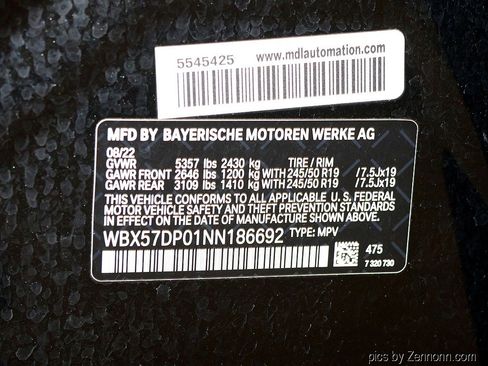 5545425
www.mdlautomation.com
MFD BY BAYERISCHE MOTOREN WERKE AG
08/22
GVWR 5357 lbs 2430 kg TIRE / RIM
GAWR FRONT 2646 lbs 1200 kg WITH 245/50 R19 /7.5Jx19
GAWR REAR 3109 lbs 1410 kg WITH 245/50 R19 /7.5Jx19
THIS VEHICLE CONFORMS TO ALL APPLICABLE U. S. FEDERAL
MOTOR VEHICLE SAFETY AND THEFT PREVENTION STANDARDS
IN EFFECT ON THE DATE OF MANUFACTURE SHOWN ABOVE.
WBX57DP01NN186692 TYPE: MPV
475
7 320 730
pics by Zennonn.com